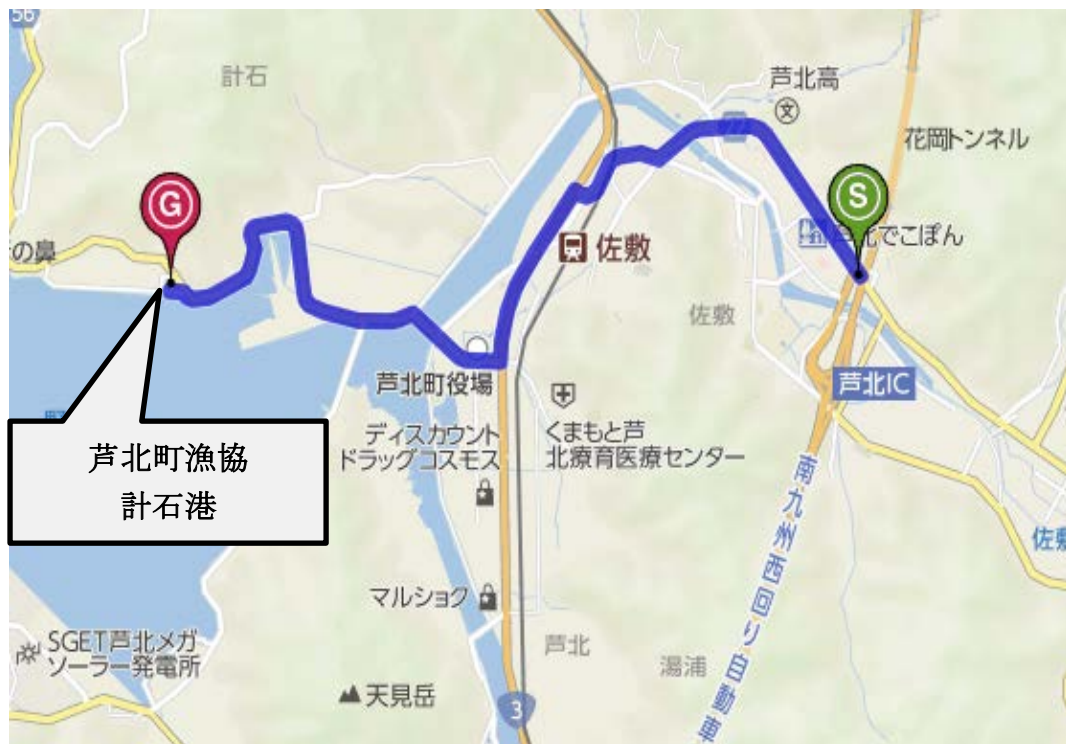 56
計石
芦北高
文
花岡トンネル
G
S
の鼻
芦北でこぽん
佐敷
佐敷
芦北町役場
芦北IC
ディスカウント
ドラッグコスモス
くまもと芦
北療育医療センター
芦北町漁協
計石港
南九州西回り自動車
佐敷
マルショク
芦北
SGET芦北メガ
ソーラー発電所
湯浦
天見岳
3